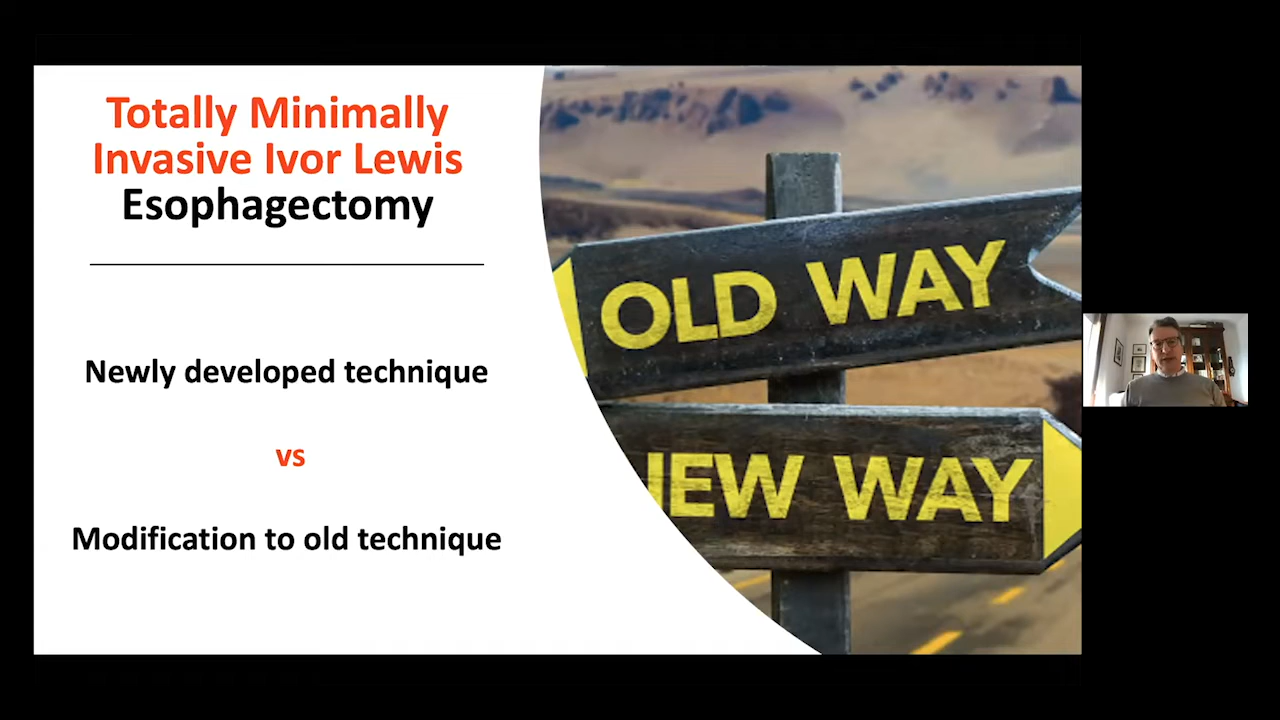 Totally Minimally
Invasive Ivor Lewis
Esophagectomy
Newly developed technique
vs
Modification to old technique
OLD WAY
NEW WAY